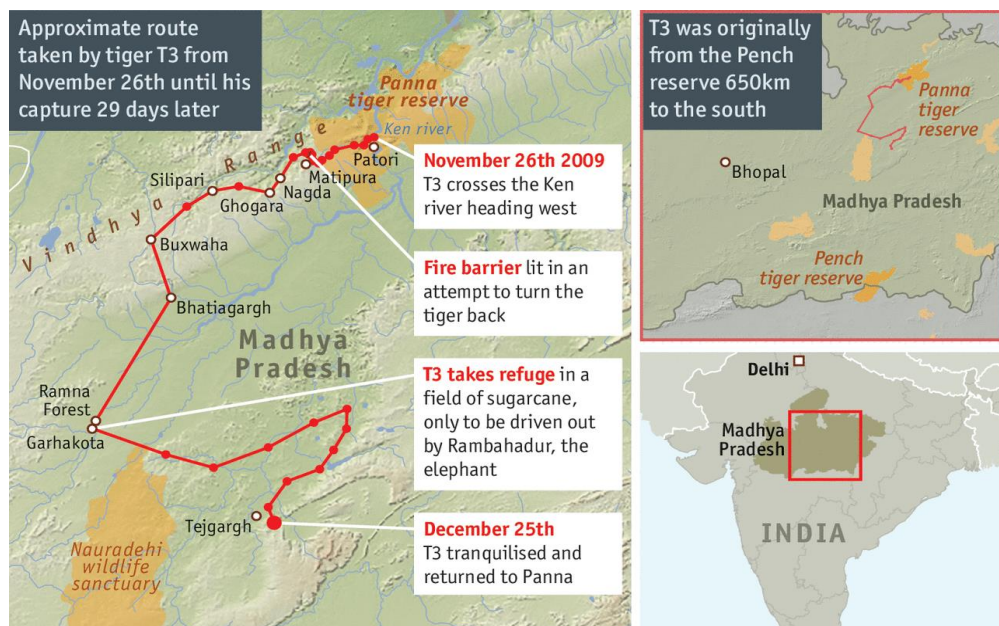 Approximate route
taken by tiger T3 from
November 26th until his
capture 29 days later
Panna
tiger reserve
Ken river
Patori
Vindhya Range
Matipura
Nagda
Silipari
Ghogara
Buxwaha
Bhatiagargh
Madhya
Pradesh
Ramna
Forest
Garhakota
Tejgargh
Nauradehi
wildlife
sanctuary
November 26th 2009
T3 crosses the Ken
river heading west
Fire barrier lit in an
attempt to turn the
tiger back
T3 takes refuge in a
field of sugarcane,
only to be driven out
by Rambahadur, the
elephant
December 25th
T3 tranquilised and
returned to Panna
T3 was originally
from the Pench
reserve 650km
to the south
Panna
tiger
reserve
Bhopal
Madhya Pradesh
Pench
tiger reserve
Delhi
Madhya
Pradesh
INDIA